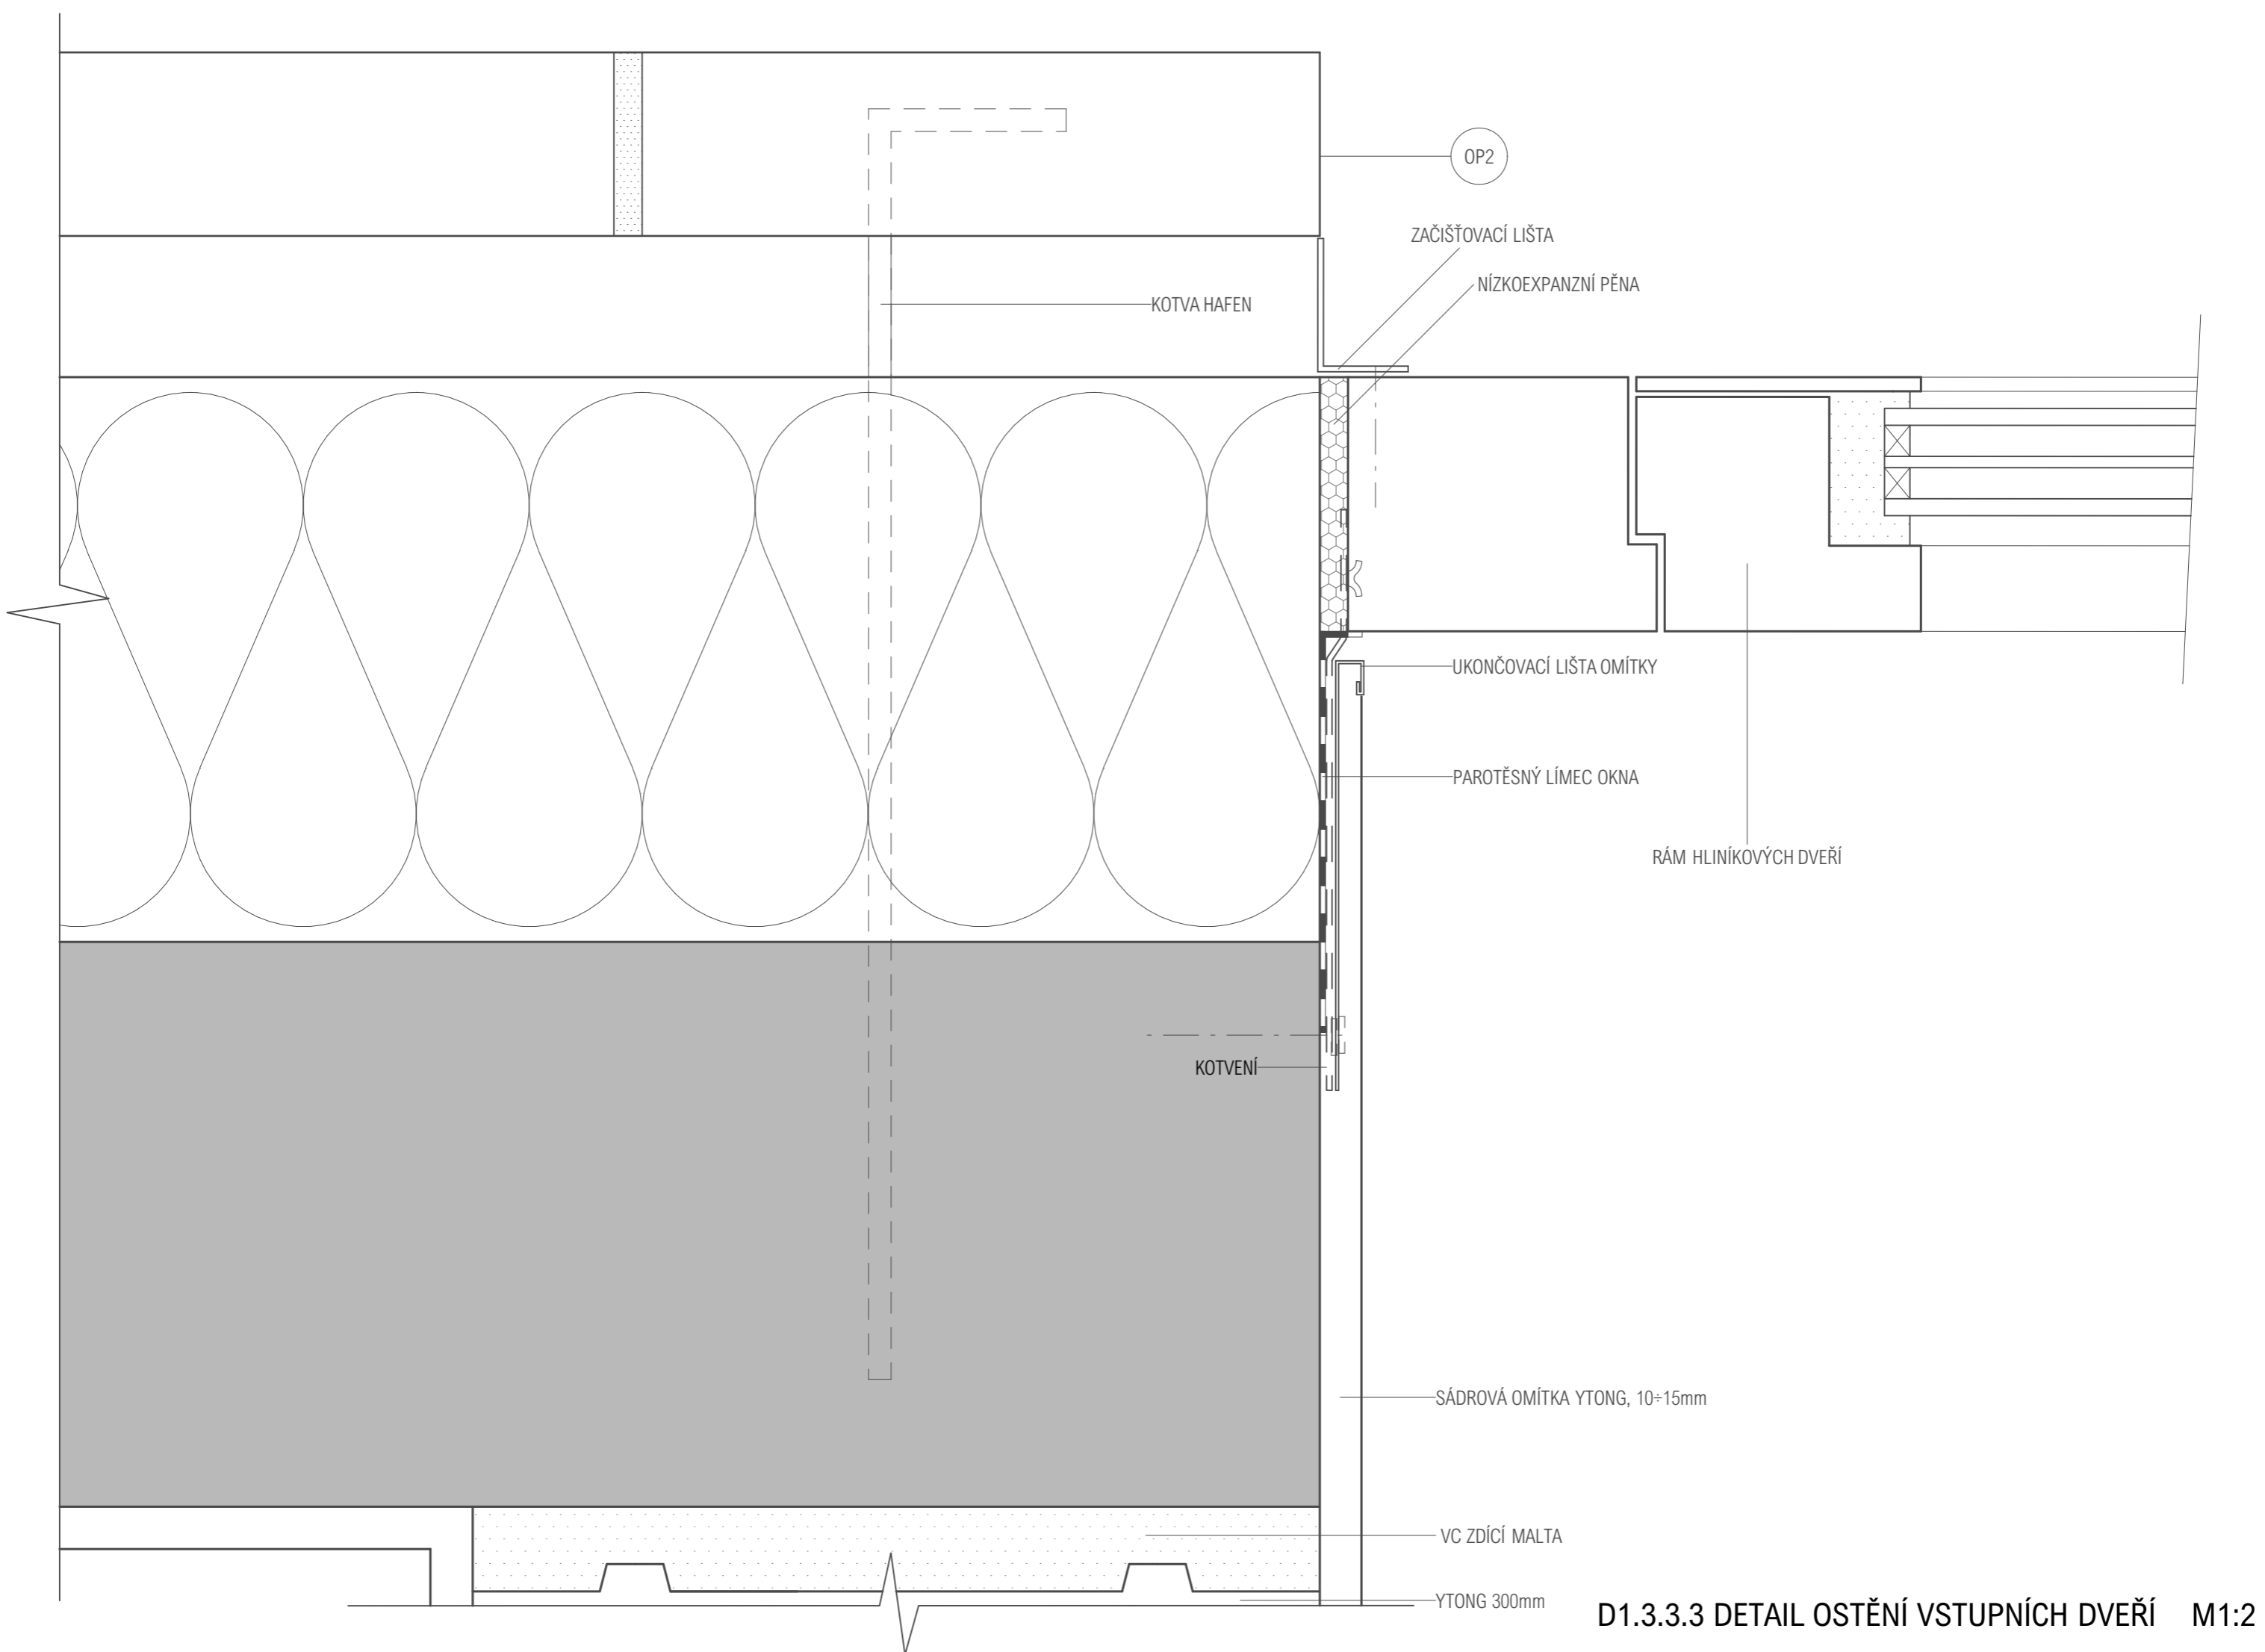 OP2
ZAČIŠŤOVACÍ LIŠTA
NÍZKOEXPANZNÍ PĚNA
KOTVA HAFEN
UKONČOVACÍ LIŠTA OMÍTKY
PAROTĚSNÝ LÍMEC OKNA
RÁM HLINÍKOVÝCH DVEŘÍ
KOTVENÍ
SÁDROVÁ OMÍTKA YTONG, 10÷15mm
VC ZDÍCÍ MALTA
YTONG 300mm
D1.3.3.3 DETAIL OSTĚNÍ VSTUPNÍCH DVEŘÍ M1:2